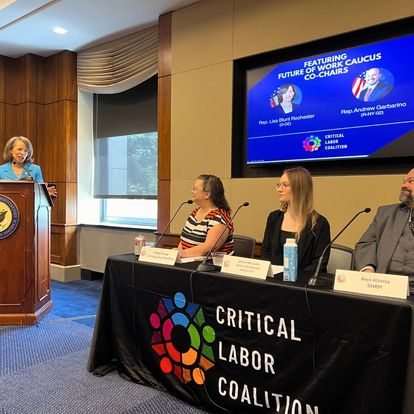 FEATURING
FUTURE OF WORK CAUCUS
CO-CHAIRS
Rep. Lisa Blunt Rochester
(D-DE)
Rep. Andrew Garbarino
(R-NY-02)
CRITICAL
LABOR
COALITION
Alex Alonso
SHRM
CRITICAL
LABOR
COALITION